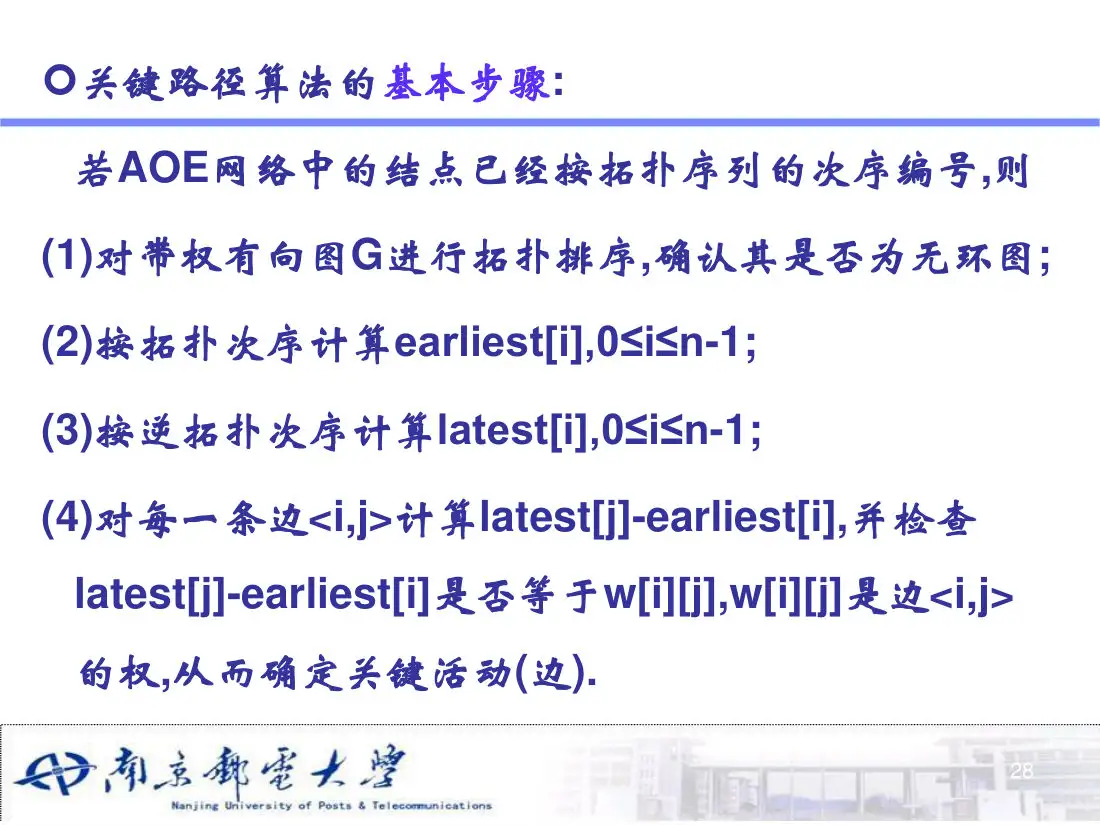 关键路径算法的基本步骤:
若AOE网络中的结点已经按拓扑序列的次序编号,则
(1)对带权有向图G进行拓扑排序,确认其是否为无环图;
(2)按拓扑次序计算earliest[i],0≤i≤n-1;
(3)按逆拓扑次序计算latest[i],0≤i≤n-1;
(4)对每一条边<i,j>计算latest[j]-earliest[i],并检查
latest[j]-earliest[i]是否等于w[i][j],w[i][j]是边<i,j>
的权,从而确定关键活动(边).
南京郵電大學
Nanjing University of Posts & Telecommunications
28